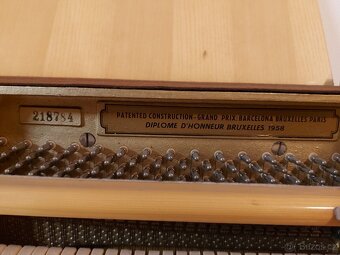 218784
PATENTED CONSTRUCTION - GRAND PRIX BARCELONA BRUXELLES PARIS
DIPLOME D'HONNEUR BRUXELLES 1958